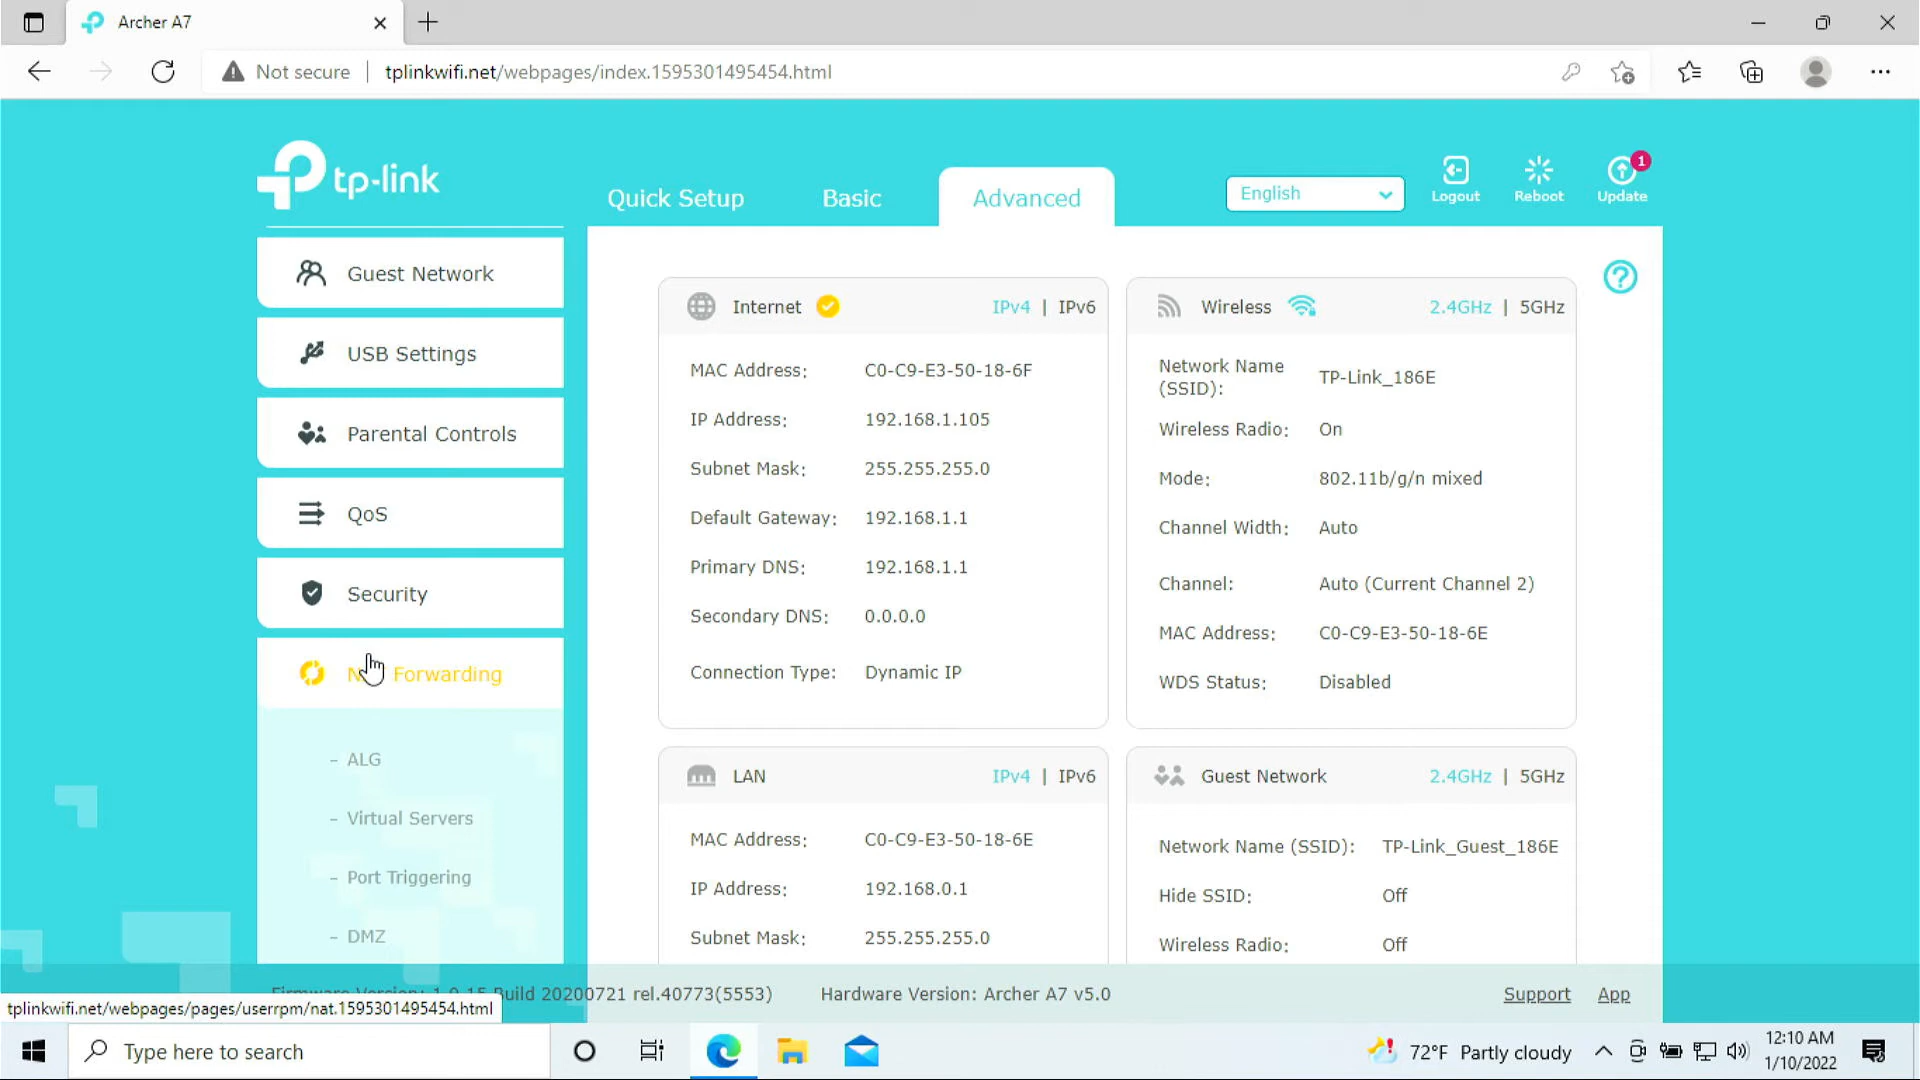 Archer A7
Not secure
tplinkwifi.net/webpages/index.1595301495454.html
tp-link
Quick Setup
Basic
Advanced
English
Logout
Reboot
Update
1
Guest Network
USB Settings
Parental Controls
QoS
Security
Forwarding
- ALG
- Virtual Servers
- Port Triggering
- DMZ
Internet
IPv4 | IPv6
MAC Address: C0-C9-E3-50-18-6F
IP Address: 192.168.1.105
Subnet Mask: 255.255.255.0
Default Gateway: 192.168.1.1
Primary DNS: 192.168.1.1
Secondary DNS: 0.0.0.0
Connection Type: Dynamic IP
Wireless
2.4GHz | 5GHz
Network Name
(SSID): TP-Link_186E
Wireless Radio: On
Mode: 802.11b/g/n mixed
Channel Width: Auto
Channel: Auto (Current Channel 2)
MAC Address: C0-C9-E3-50-18-6E
WDS Status: Disabled
LAN
IPv4 | IPv6
MAC Address: C0-C9-E3-50-18-6E
IP Address: 192.168.0.1
Subnet Mask: 255.255.255.0
Guest Network
2.4GHz | 5GHz
Network Name (SSID): TP-Link_Guest_186E
Hide SSID: Off
Wireless Radio: Off
Build 20200721 rel.40773(5553)
Hardware Version: Archer A7 v5.0
Support
App
tplinkwifi.net/webpages/pages/userrpm/nat.1595301495454.html
Type here to search
72°F Partly cloudy
12:10 AM
1/10/2022